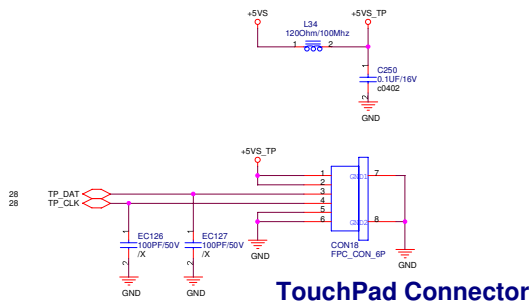 +5VS +5VS_TP
L34
120Ohm/100Mhz
1 2
1
C250
0.1UF/16V
c0402
2
GND
+5VS_TP
1 GND1 7
2
28 TP_DAT 3
28 TP_CLK 4
5
6 GND2 8
1 EC126 1 EC127
100PF/50V 100PF/50V
/X /X
2 2
GND GND
GND
CON18
FPC_CON_6P
GND
TouchPad Connector